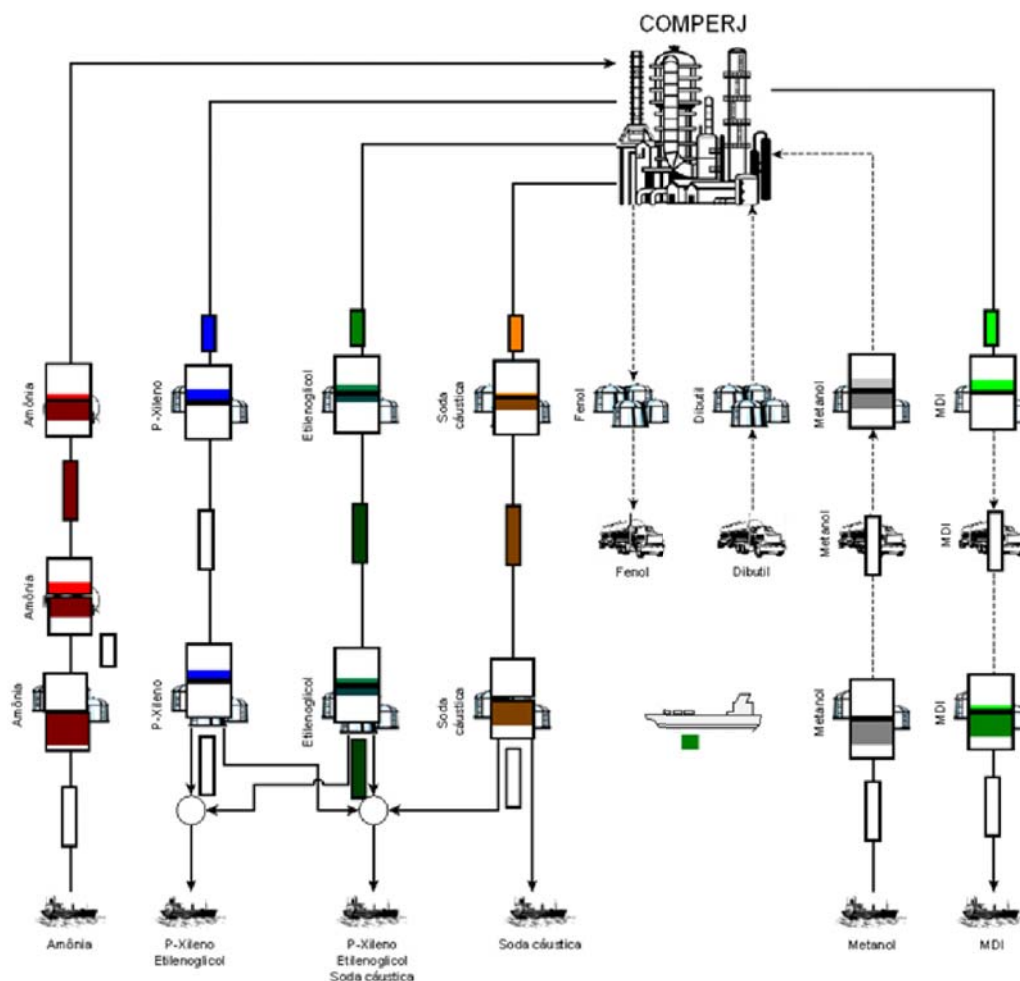 COMPERJ
Amônia
P-Xileno
Etilenoglicol
Soda
cáustica
Fenol
Dibutil
Metanol
MDI
Metanol
MDI
Fenol
Dibutil
Amônia
Amônia
P-Xileno
Etilenoglicol
Soda
cáustica
Metanol
MDI
Amônia
P-Xileno
Etilenoglicol
P-Xileno
Etilenoglicol
Soda cáustica
Soda cáustica
Metanol
MDI